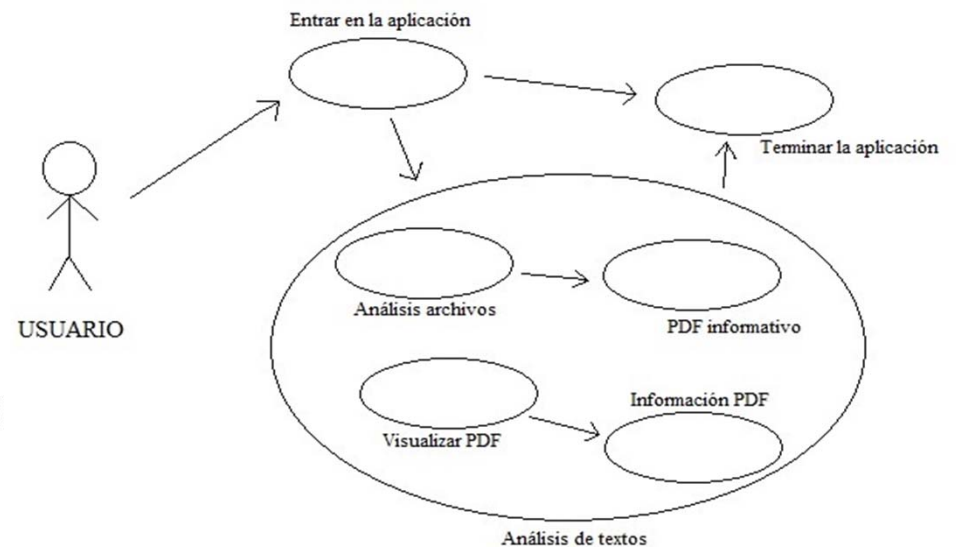 Entrar en la aplicación
Terminar la aplicación
USUARIO
Análisis archivos
PDF informativo
Visualizar PDF
Información PDF
Análisis de textos